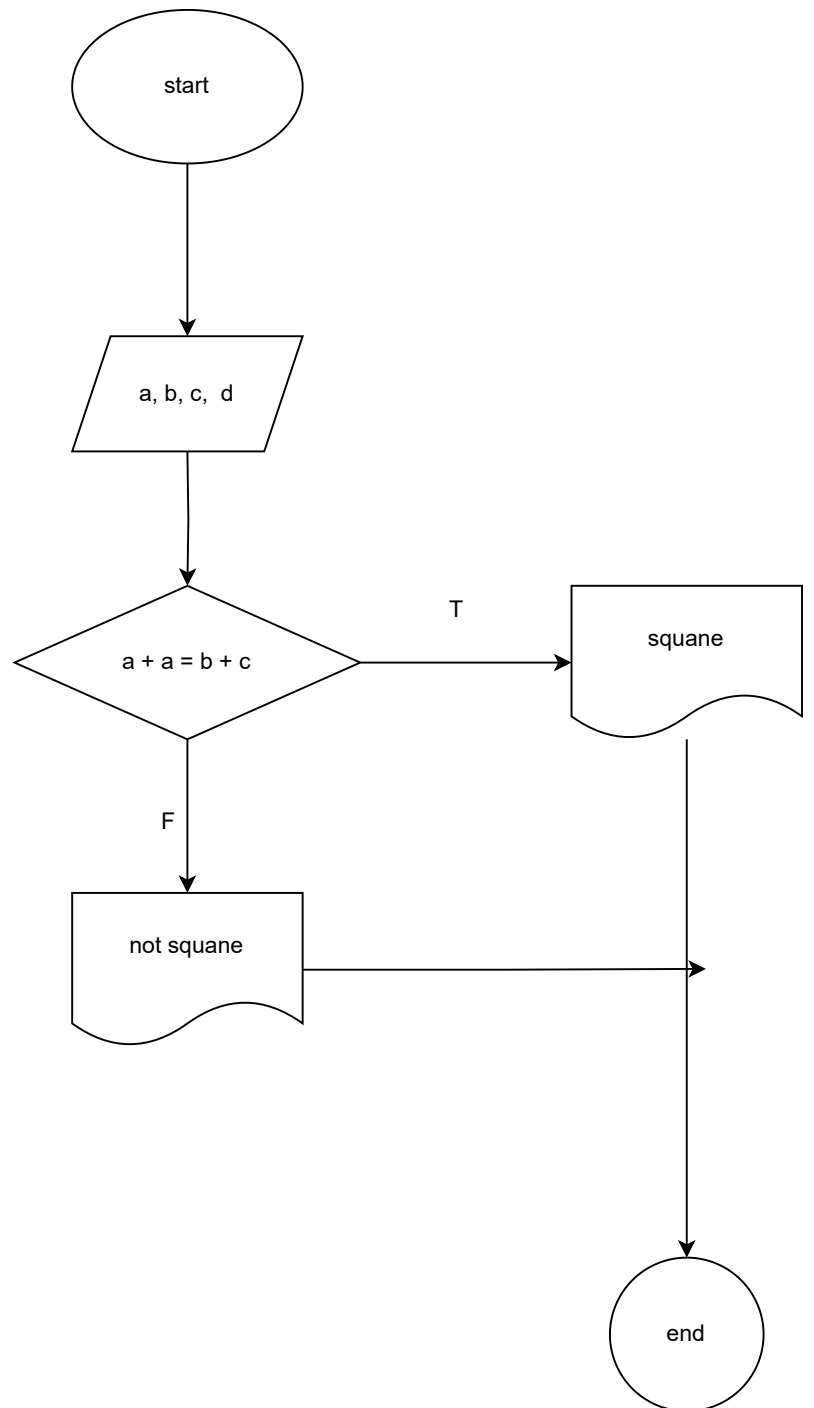 start
a, b, c,  d
a + a = b + c
T
squane
F
not squane
end